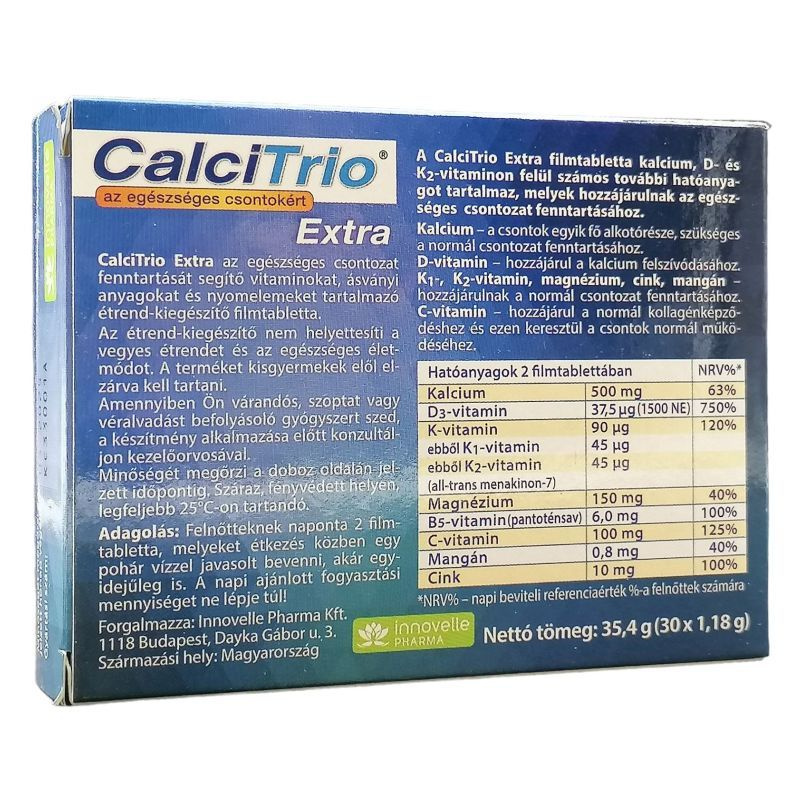 CalciTrio®
az egészséges csontokért
Extra
CalciTrio Extra az egészséges csontozat
fenntartását segítő vitaminokat, ásványi
anyagokat és nyomelemeket tartalmazó
étrend-kiegészítő filmtabletta.
Az étrend-kiegészítő nem helyettesíti a
vegyes étrendet és az egészséges élet-
módot. A terméket kisgyermekek elől el-
zárva kell tartani.
Amennyiben Ön várandós, szoptat vagy
véralvadást befolyásoló gyógyszert szed,
a készítmény alkalmazása előtt konzultál-
jon kezelőorvosával.
Minőségét megőrzi a doboz oldalán jel-
zett időpontig. Száraz, fényvédett helyen,
legfeljebb 25°C-on tartandó.
Adagolás: Felnőtteknek naponta 2 film-
tabletta, melyeket étkezés közben egy
pohár vízzel javasolt bevenni, akár egy-
idejűleg is. A napi ajánlott fogyasztási
mennyiséget ne lépje túl!
Forgalmazza: Innovelle Pharma Kft.
1118 Budapest, Dayka Gábor u. 3.
Származási hely: Magyarország
A CalciTrio Extra filmtabletta kalcium, D- és
K2-vitaminon felül számos további hatóanya-
got tartalmaz, melyek hozzájárulnak az egész-
séges csontozat fenntartásához.
Kalcium – a csontok egyik fő alkotórésze, szükséges
a normál csontozat fenntartásához.
D-vitamin – hozzájárul a kalcium felszívódásához.
K1-, K2-vitamin, magnézium, cink, mangán –
hozzájárulnak a normál csontozat fenntartásához.
C-vitamin – hozzájárul a normál kollagénképző-
déshez és ezen keresztül a csontok normál műkö-
déséhez.
Hatóanyagok 2 filmtablettában NRV%*
Kalcium 500 mg 63%
D3-vitamin 37,5 µg (1500 NE) 750%
K-vitamin 90 µg 120%
ebből K1-vitamin 45 µg
ebből K2-vitamin 45 µg
(all-trans menakinon-7)
Magnézium 150 mg 40%
B5-vitamin (pantoténsav) 6,0 mg 100%
C-vitamin 100 mg 125%
Mangán 0,8 mg 40%
Cink 10 mg 100%
*NRV% – napi beviteli referenciaérték %-a felnőttek számára
innovelle
PHARMA
Nettó tömeg: 35,4 g (30 x 1,18 g)
innovelle